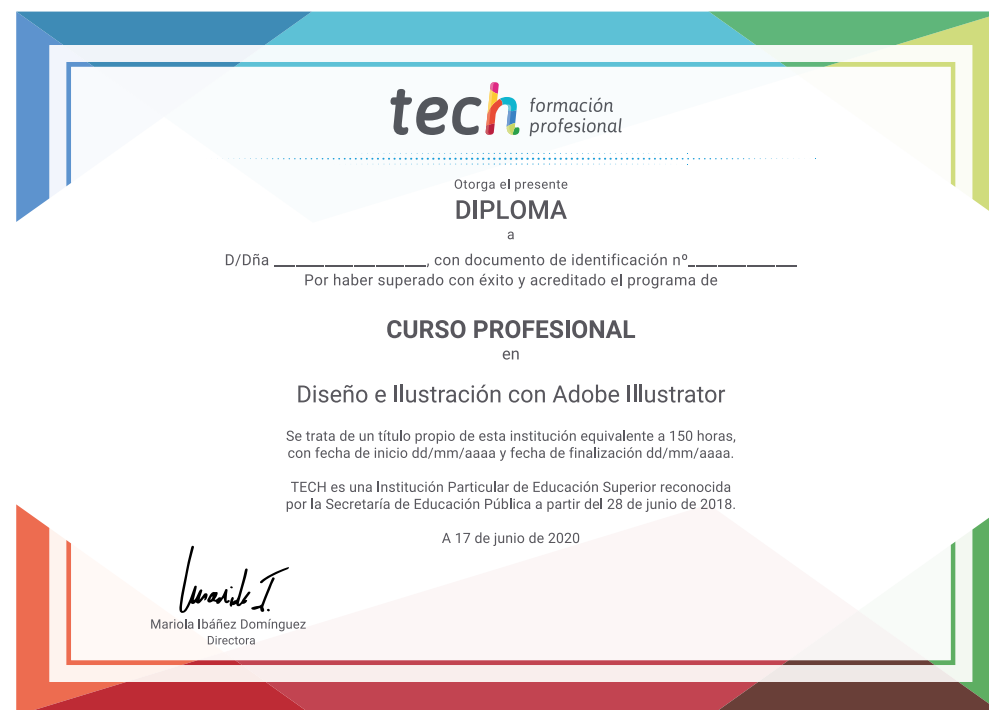 tech formación
profesional
Otorga el presente
DIPLOMA
a
D/Dña ____________________, con documento de identificación nº______________
Por haber superado con éxito y acreditado el programa de
CURSO PROFESIONAL
en
Diseño e Ilustración con Adobe Illustrator
Se trata de un título propio de esta institución equivalente a 150 horas,
con fecha de inicio dd/mm/aaaa y fecha de finalización dd/mm/aaaa.
TECH es una Institución Particular de Educación Superior reconocida
por la Secretaría de Educación Pública a partir del 28 de junio de 2018.
A 17 de junio de 2020
Mariola Ibáñez Domínguez
Directora